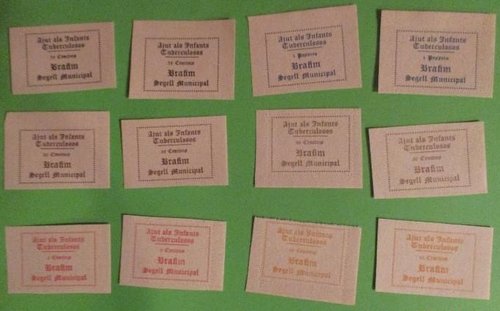 Ajut als Infants
Tuberculosos
Brafim
Segell Municipal
Ajut als Infants
Tuberculosos
Brafim
Segell Municipal
Ajut als Infants
Tuberculosos
1 Pesseta
Brafim
Segell Municipal
Ajut als Infants
Tuberculosos
1 Pesseta
Brafim
Segell Municipal
Ajut als Infants
Tuberculosos
Brafim
Segell Municipal
Ajut als Infants
Tuberculosos
Brafim
Segell Municipal
Ajut als Infants
Tuberculosos
Brafim
Segell Municipal
Ajut als Infants
Tuberculosos
Brafim
Segell Municipal
Ajut als Infants
Tuberculosos
Brafim
Segell Municipal
Ajut als Infants
Tuberculosos
Brafim
Segell Municipal
Ajut als Infants
Tuberculosos
Brafim
Segell Municipal
Ajut als Infants
Tuberculosos
Brafim
Segell Municipal